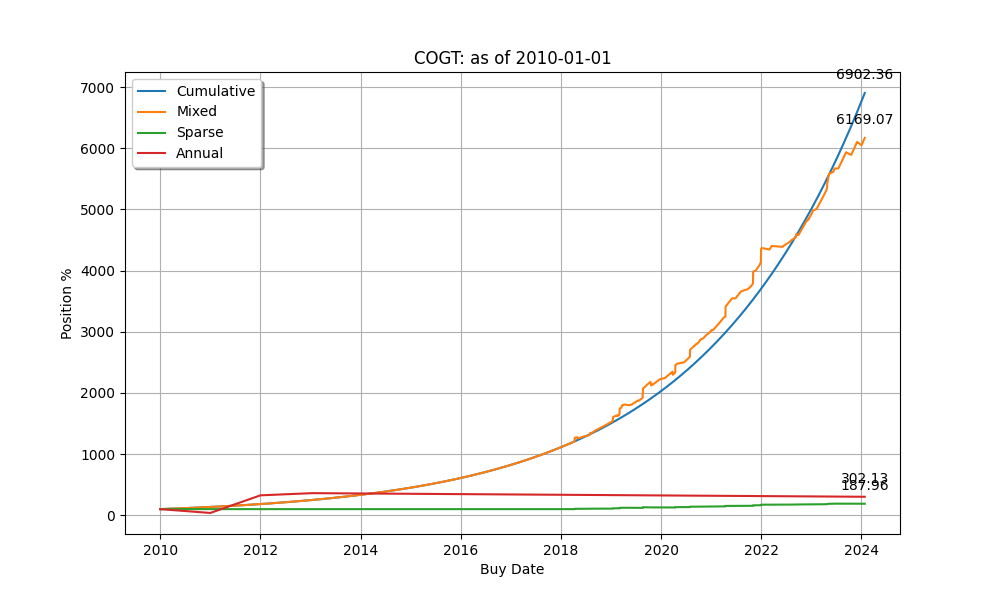 COGT: as of 2010-01-01
6902.36
6169.07
302.13
187.96
Cumulative
Mixed
Sparse
Annual
7000
6000
5000
4000
3000
2000
1000
0
Position %
2010 2012 2014 2016 2018 2020 2022 2024
Buy Date